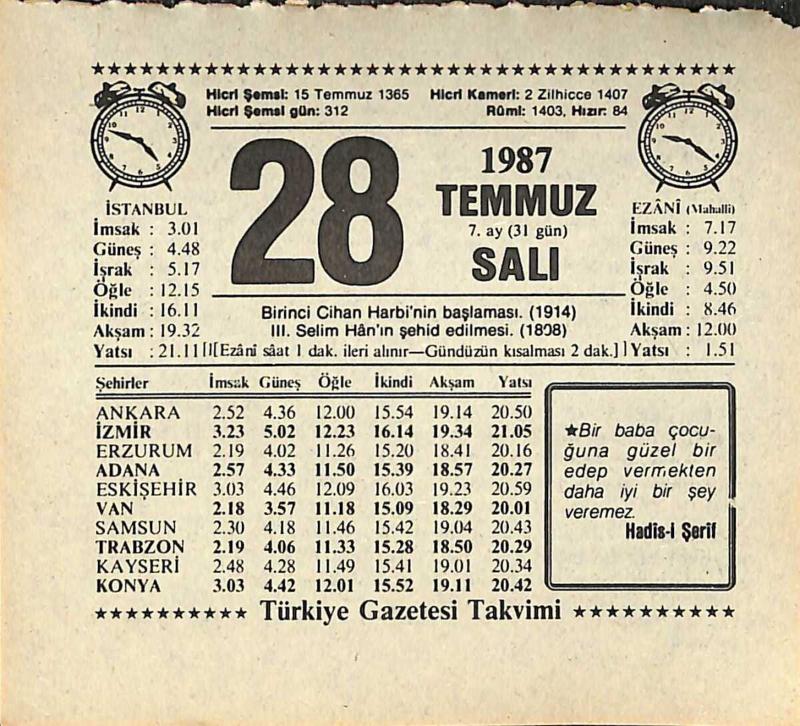 Hicrî Şemsî: 15 Temmuz 1365 Hicrî Kamerî: 2 Zilhicce 1407
Hicrî Şemsî gün: 312 Rûmî: 1403, Hızır: 84
28
1987
TEMMUZ
7. ay (31 gün)
SALI
İSTANBUL
İmsak : 3.01
Güneş : 4.48
İşrak : 5.17
Öğle : 12.15
İkindi : 16.11
Akşam : 19.32
Yatsı : 21.11
EZÂNÎ (Mahalli)
İmsak : 7.17
Güneş : 9.22
İşrak : 9.51
Öğle : 4.50
İkindi : 8.46
Akşam : 12.00
Yatsı : 1.51
Birinci Cihan Harbi'nin başlaması. (1914)
III. Selim Hân'ın şehid edilmesi. (1808)
[Ezânî sâat 1 dak. ileri alınır—Gündüzün kısalması 2 dak.]
Şehirler İmsak Güneş Öğle İkindi Akşam Yatsı
ANKARA 2.52 4.36 12.00 15.54 19.14 20.50
İZMİR 3.23 5.02 12.23 16.14 19.34 21.05
ERZURUM 2.19 4.02 11.26 15.20 18.41 20.16
ADANA 2.57 4.33 11.50 15.39 18.57 20.27
ESKİŞEHİR 3.03 4.46 12.09 16.03 19.23 20.59
VAN 2.18 3.57 11.18 15.09 18.29 20.01
SAMSUN 2.30 4.18 11.46 15.42 19.04 20.43
TRABZON 2.19 4.06 11.33 15.28 18.50 20.29
KAYSERİ 2.48 4.28 11.49 15.41 19.01 20.34
KONYA 3.03 4.42 12.01 15.52 19.11 20.42
★Bir baba çocu-
ğuna güzel bir
edep vermekten
daha iyi bir şey
veremez.
Hadîs-i Şerîf
★★★★★★★★★★ Türkiye Gazetesi Takvimi ★★★★★★★★★★